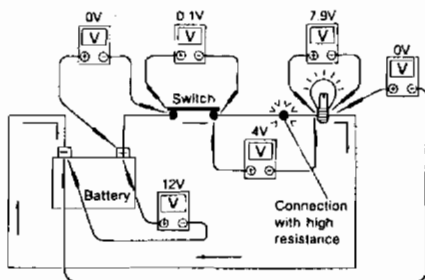 0V
0.1V
7.9V
0V
V
V
V
V
Switch
4V
V
Battery
12V
V
Connection
with high
resistance